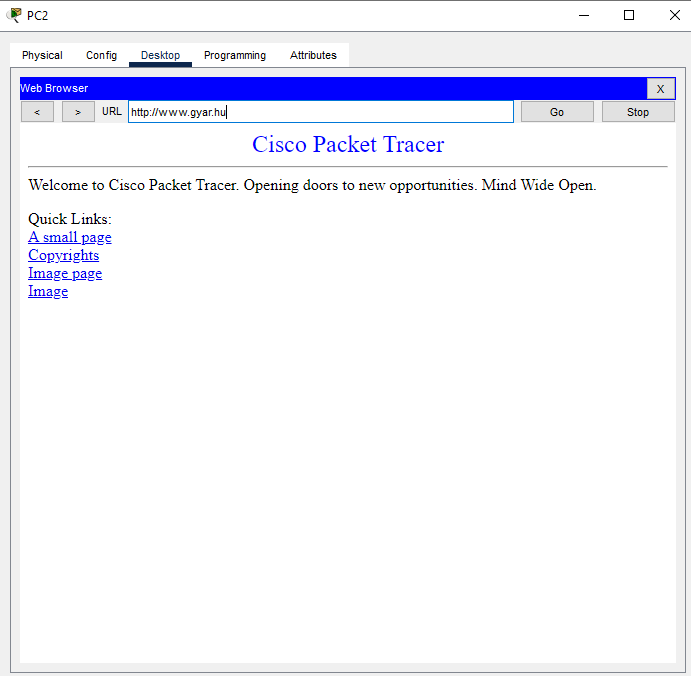 PC2
Physical Config Desktop Programming Attributes
Web Browser X
< > URL http://www.gyar.hu Go Stop
Cisco Packet Tracer
Welcome to Cisco Packet Tracer. Opening doors to new opportunities. Mind Wide Open.
Quick Links:
A small page
Copyrights
Image page
Image